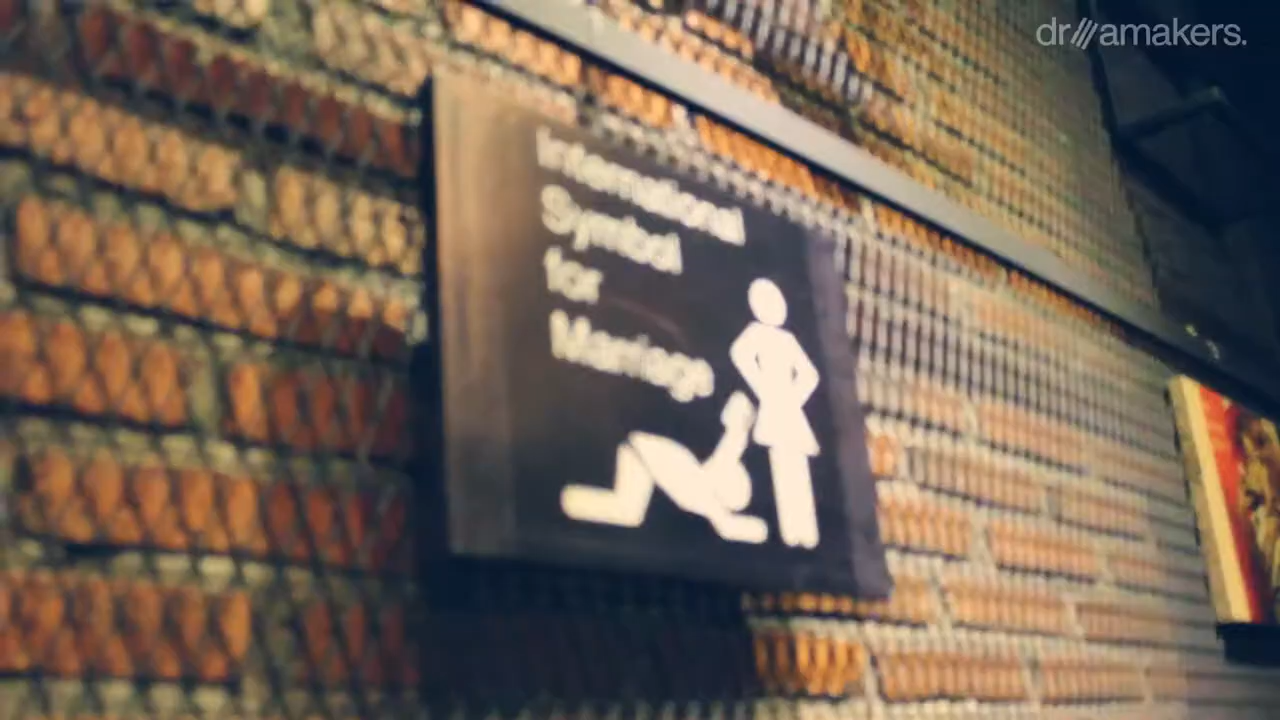 dr///amakers.
International
Symbol
for
Marriage